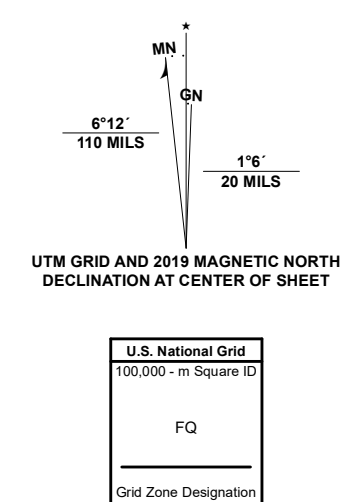 ★
MN
GN
6°12´
110 MILS
1°6´
20 MILS
UTM GRID AND 2019 MAGNETIC NORTH
DECLINATION AT CENTER OF SHEET
U.S. National Grid
100,000 - m Square ID
FQ
Grid Zone Designation